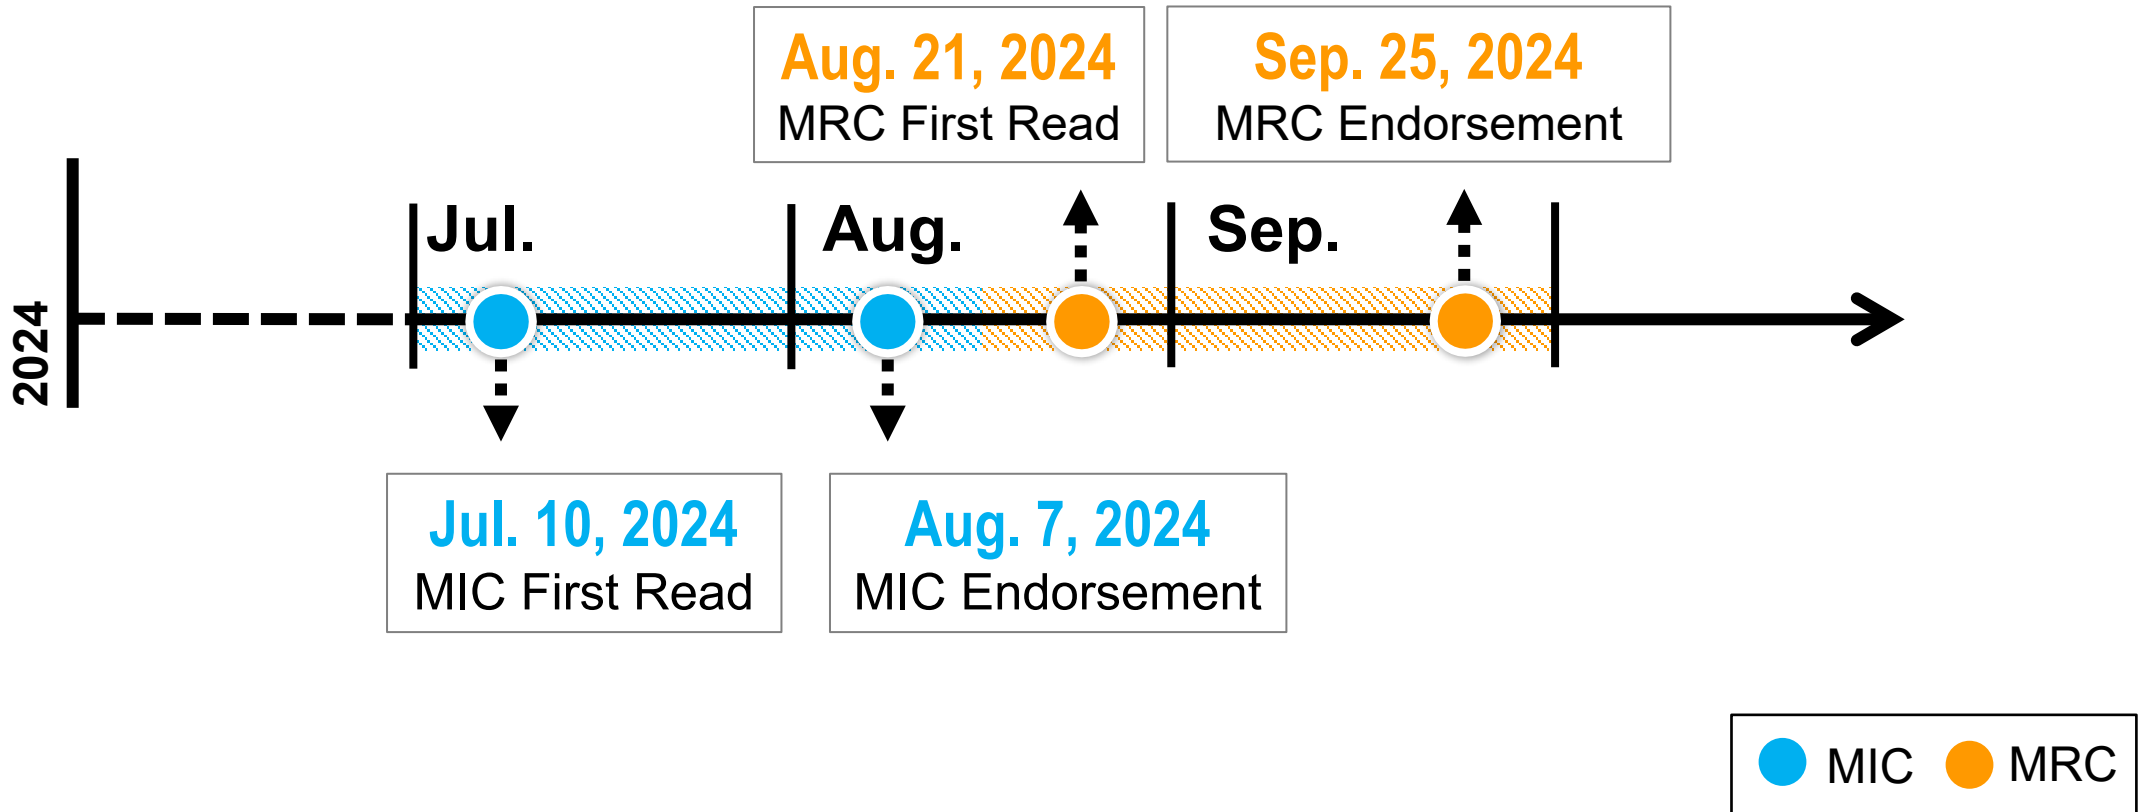 Aug. 21, 2024
MRC First Read
Sep. 25, 2024
MRC Endorsement
2024
Jul.
Aug.
Sep.
Jul. 10, 2024
MIC First Read
Aug. 7, 2024
MIC Endorsement
MIC
MRC